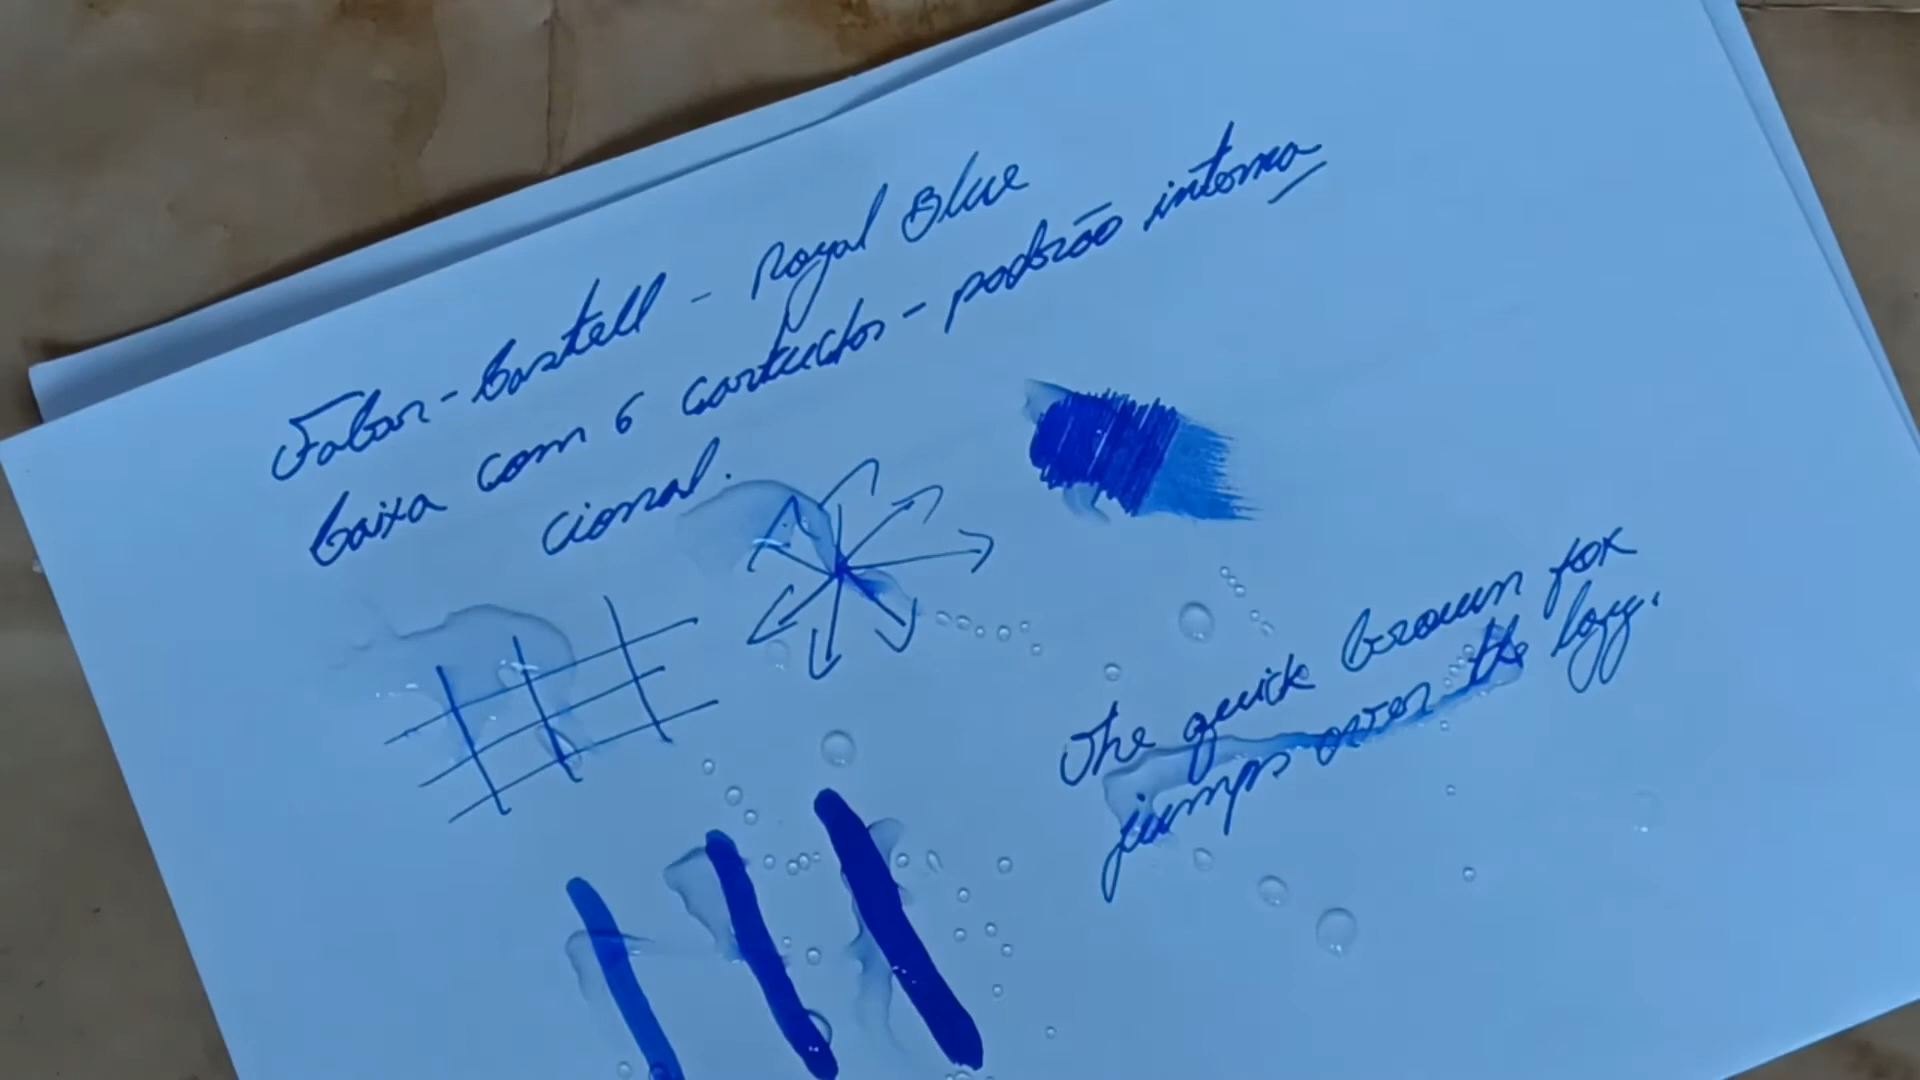 Faber-Castell - Royal Blue
Caixa com 6 cartuchos - padrão interna
cional.
The quick brown fox
jumps over the lazy.